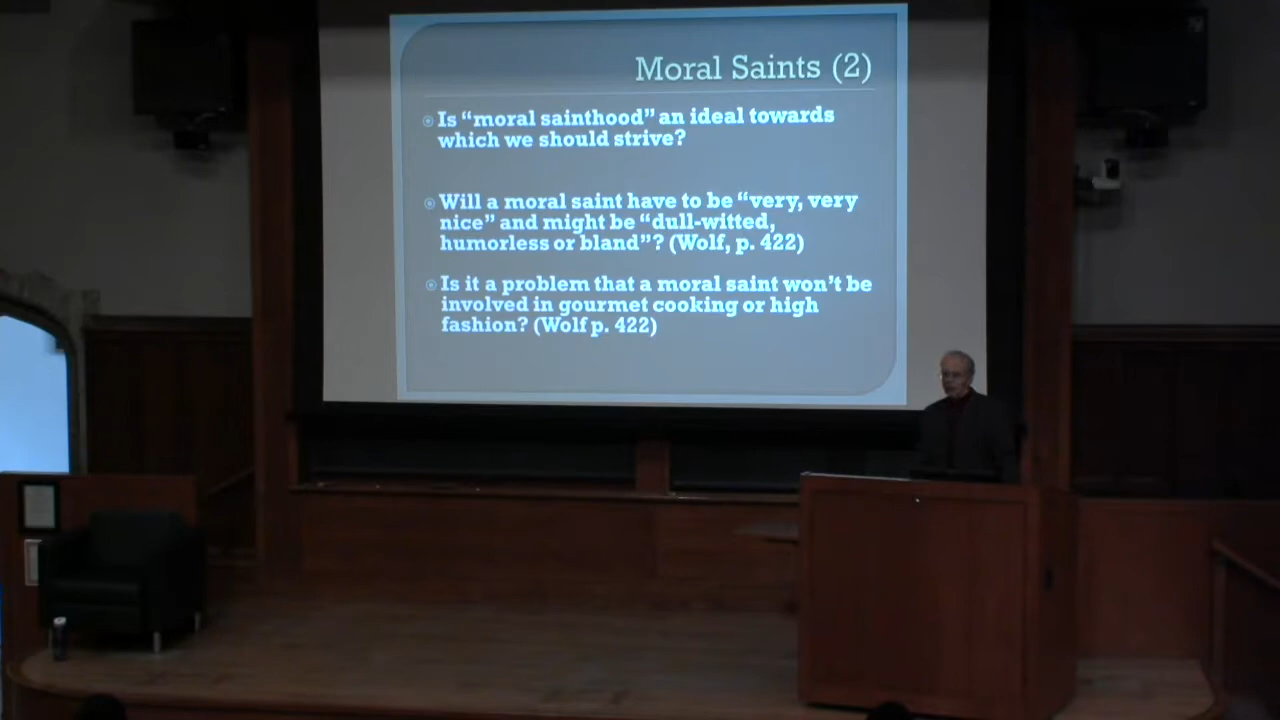 Moral Saints (2)
Is “moral sainthood” an ideal towards
which we should strive?
Will a moral saint have to be “very, very
nice” and might be “dull-witted,
humorless or bland”? (Wolf, p. 422)
Is it a problem that a moral saint won’t be
involved in gourmet cooking or high
fashion? (Wolf p. 422)